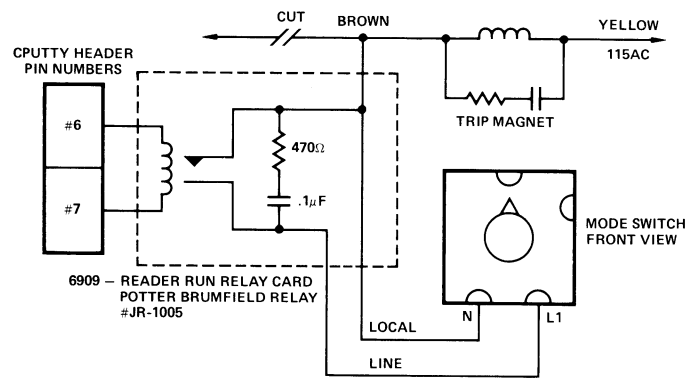 CUT
BROWN
YELLOW
115AC
CPUTTY HEADER
PIN NUMBERS
#6
#7
470Ω
.1μF
TRIP MAGNET
MODE SWITCH
FRONT VIEW
6909 – READER RUN RELAY CARD
POTTER BRUMFIELD RELAY
#JR-1005
N
L1
LOCAL
LINE